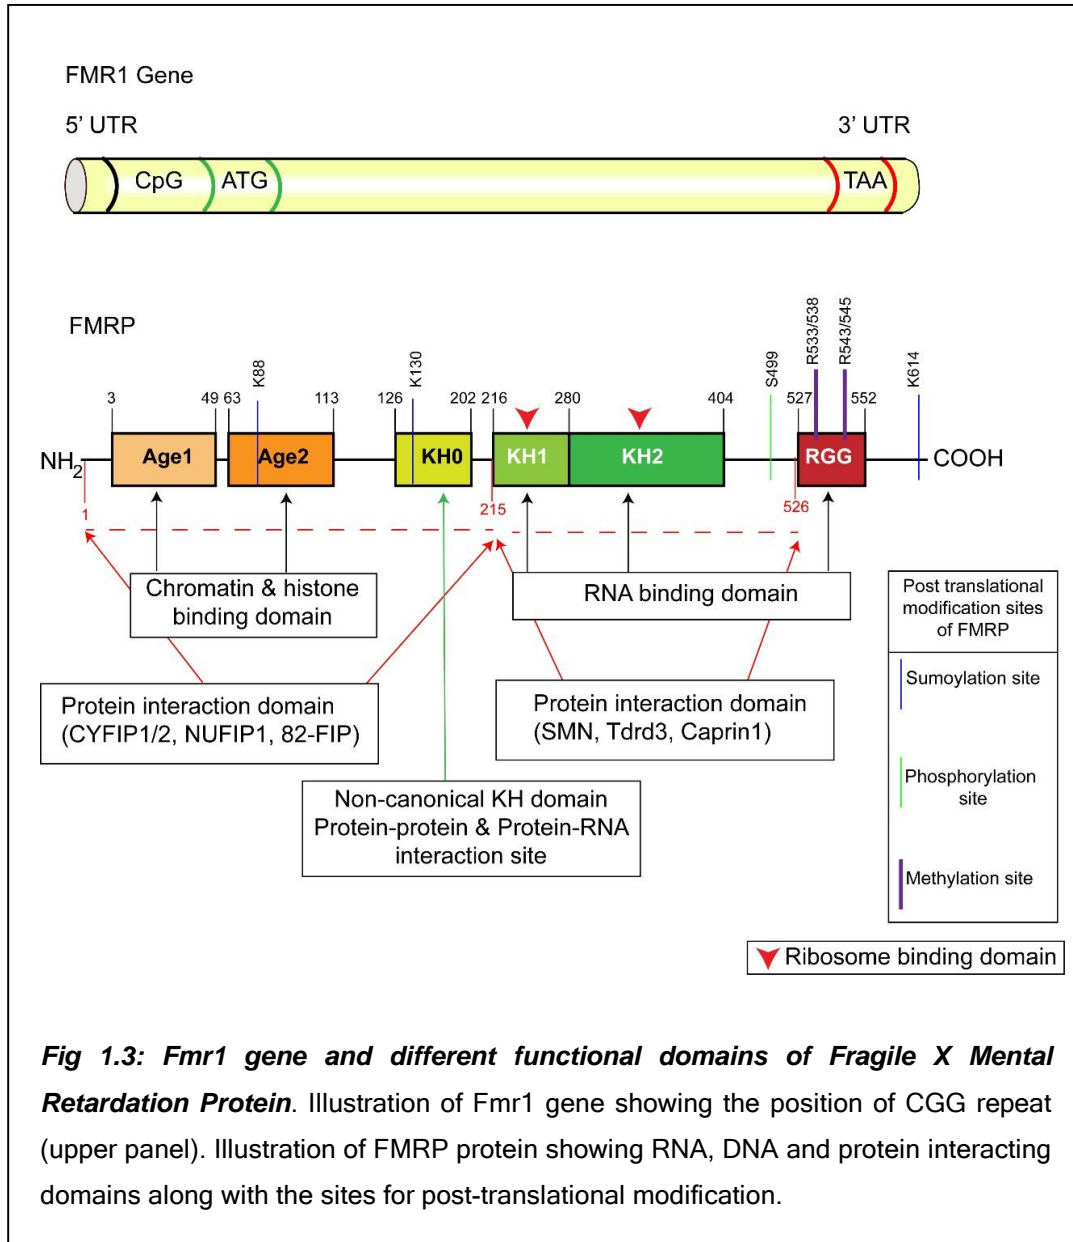 FMR1 Gene
5' UTR
3' UTR
CpG
ATG
TAA
FMRP
K88
K130
S499
R533/538
R543/545
K614
3
49
63
113
126
202
216
280
404
527
552
NH2
Age1
Age2
KH0
KH1
KH2
RGG
COOH
1
215
526
Chromatin & histone
binding domain
RNA binding domain
Protein interaction domain
(CYFIP1/2, NUFIP1, 82-FIP)
Protein interaction domain
(SMN, Tdrd3, Caprin1)
Non-canonical KH domain
Protein-protein & Protein-RNA
interaction site
Post translational
modification sites
of FMRP
Sumoylation site
Phosphorylation
site
Methylation site
Ribosome binding domain
Fig 1.3: Fmr1 gene and different functional domains of Fragile X Mental
Retardation Protein. Illustration of Fmr1 gene showing the position of CGG repeat
(upper panel). Illustration of FMRP protein showing RNA, DNA and protein interacting
domains along with the sites for post-translational modification.